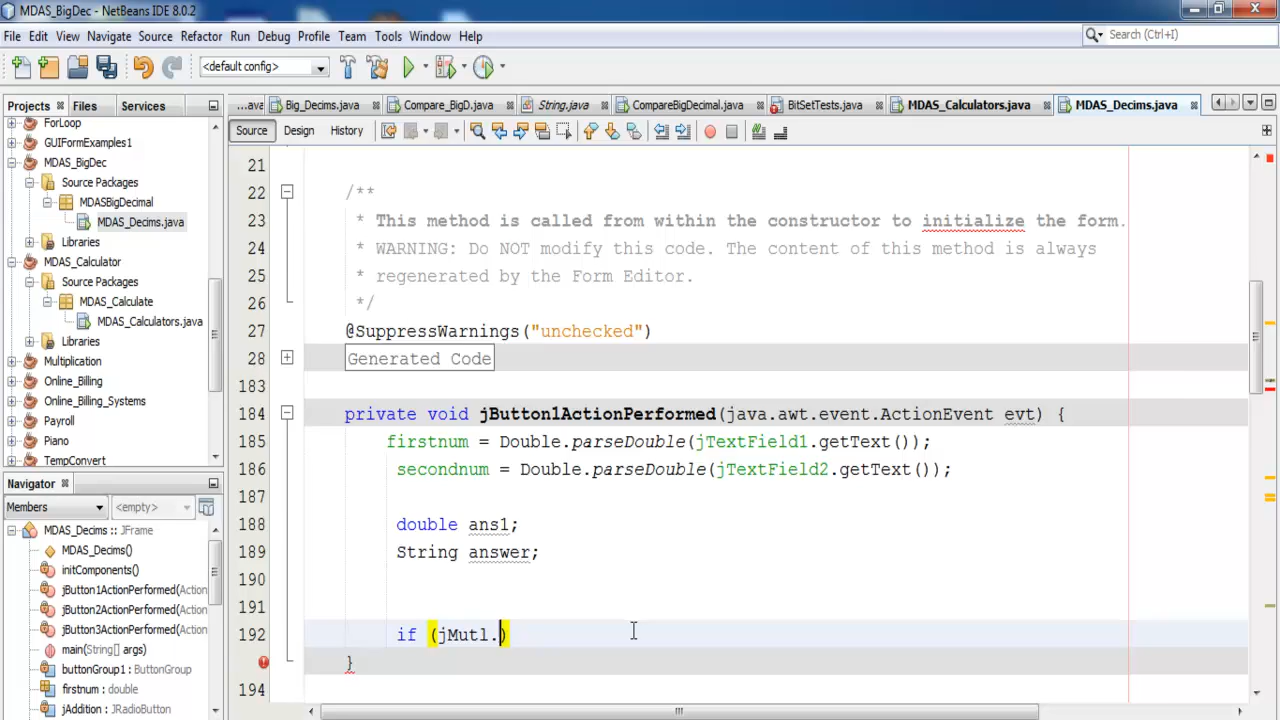 MDAS_BigDec - NetBeans IDE 8.0.2
File Edit View Navigate Source Refactor Run Debug Profile Team Tools Window Help
Search (Ctrl+I)
<default config>
Projects Files Services
...ava Big_Decims.java Compare_BigD.java String.java CompareBigDecimal.java BitSetTests.java MDAS_Calculators.java MDAS_Decims.java
Source Design History
ForLoop
GUIFormExamples1
MDAS_BigDec
Source Packages
MDASBigDecimal
MDAS_Decims.java
Libraries
MDAS_Calculator
Source Packages
MDAS_Calculate
MDAS_Calculators.java
Libraries
Multiplication
Online_Billing
Online_Billing_Systems
Payroll
Piano
TempConvert
Navigator
Members <empty>
MDAS_Decims :: JFrame
MDAS_Decims()
initComponents()
jButton1ActionPerformed(Action
jButton2ActionPerformed(Action
jButton3ActionPerformed(Action
main(String[] args)
buttonGroup1 : ButtonGroup
firstnum : double
jAddition : JRadioButton
21
22 /**
23 * This method is called from within the constructor to initialize the form.
24 * WARNING: Do NOT modify this code. The content of this method is always
25 * regenerated by the Form Editor.
26 */
27 @SuppressWarnings("unchecked")
28 Generated Code
183
184 private void jButton1ActionPerformed(java.awt.event.ActionEvent evt) {
185 firstnum = Double.parseDouble(jTextField1.getText());
186 secondnum = Double.parseDouble(jTextField2.getText());
187
188 double ans1;
189 String answer;
190
191
192 if (jMutl.)
}
194